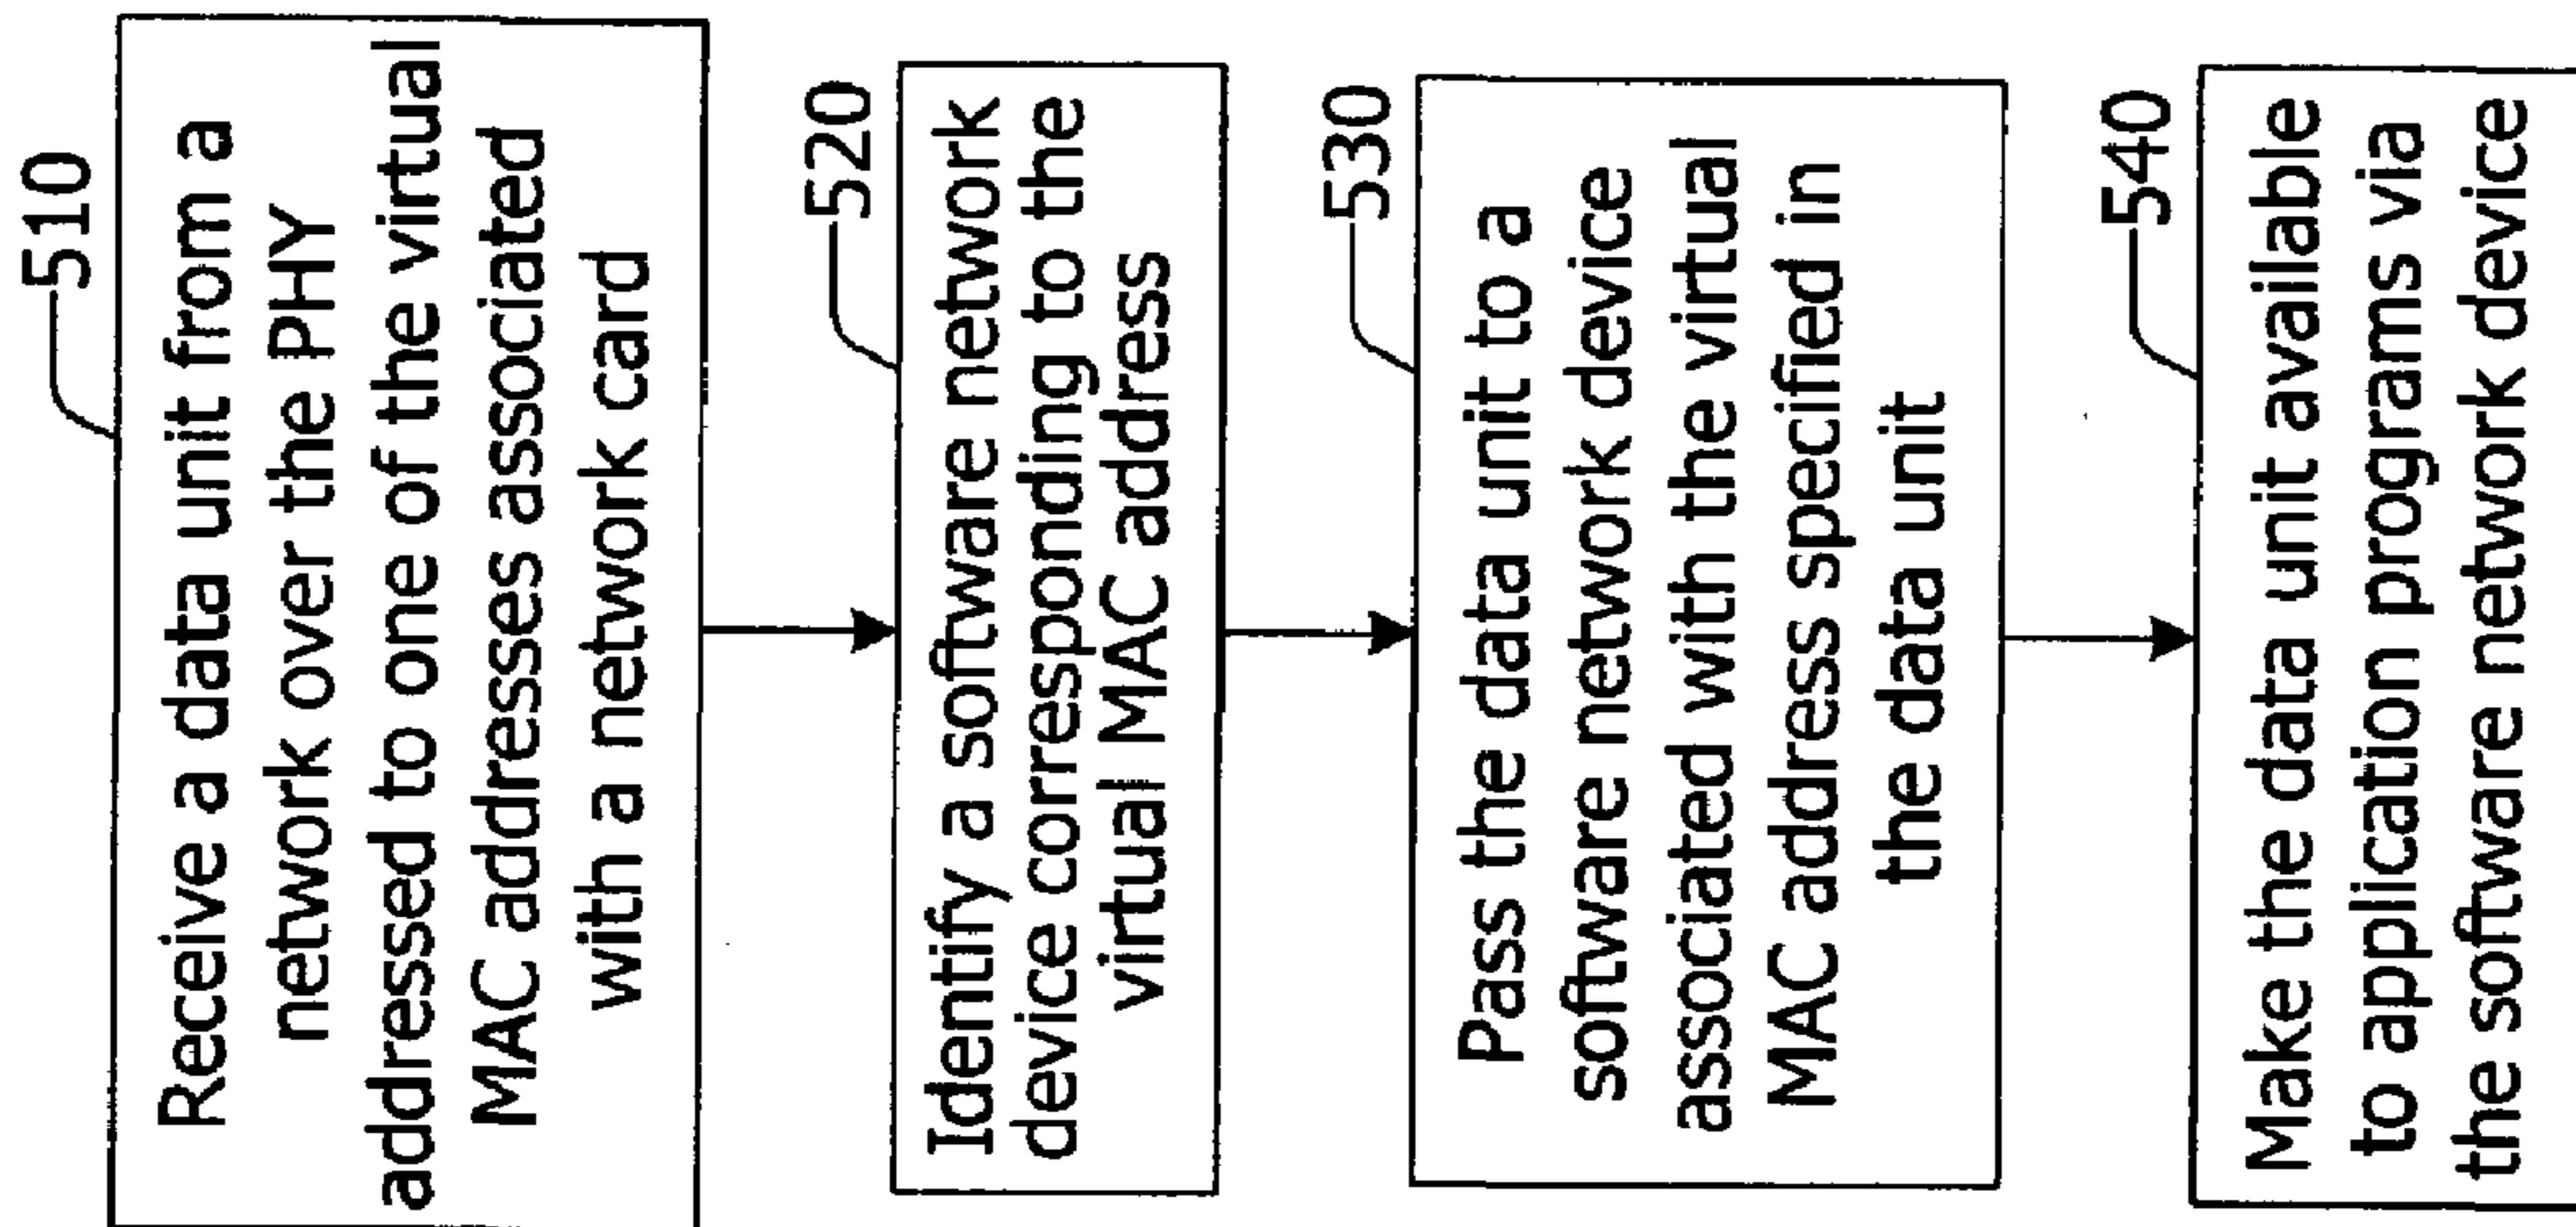 510
Receive a data unit from a
network over the PHY
addressed to one of the virtual
MAC addresses associated
with a network card
520
Identify a software network
device corresponding to the
virtual MAC address
530
Pass the data unit to a
software network device
associated with the virtual
MAC address specified in
the data unit
540
Make the data unit available
to application programs via
the software network device